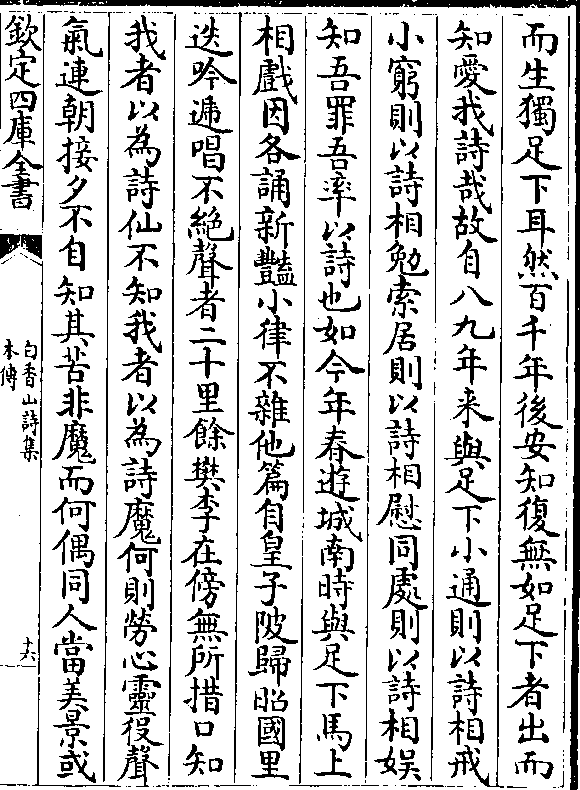 而生獨足下耳然百千年後安知復無如足下者出而
知愛我詩哉故自八九年来與足下小通則以詩相戒
小窮則以詩相勉索居則以詩相慰同處則以詩相娱
知吾罪吾率以詩也如今年春遊城南時與足下馬上
相戲因各誦新豔小律不雜他篇自皇子陂歸昭國里
迭吟遞唱不絶聲者二十里餘樊李在傍無所措口知
我者以為詩仙不知我者以為詩魔何則勞心靈役聲
氣連朝接夕不自知其苦非魔而何偶同人當美景或
欽定四庫全書
白香山詩集
本傳
十六